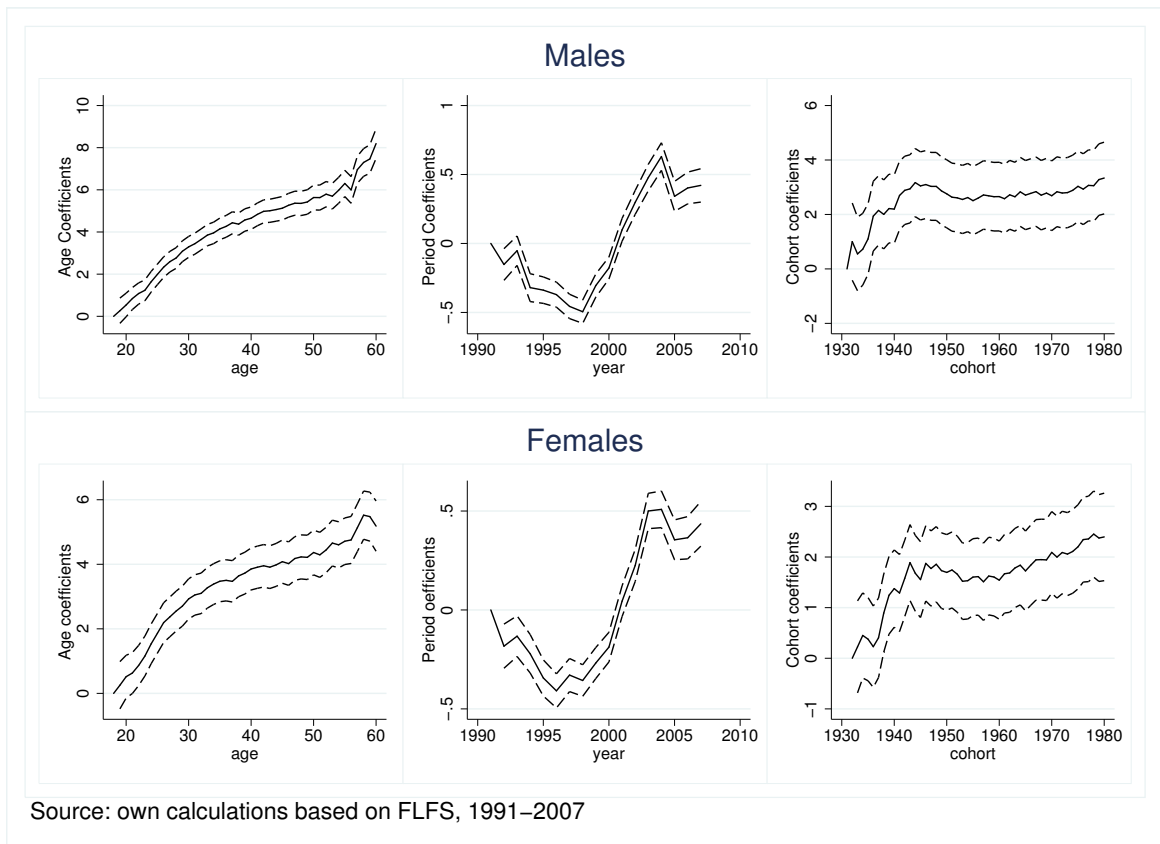 Males
Age Coefficients
0 2 4 6 8 10
20 30 40 50 60
age
Period Coefficients
−.5 0 .5 1
1990 1995 2000 2005 2010
year
Cohort coefficients
−2 0 2 4 6
1930 1940 1950 1960 1970 1980
cohort
Females
Age coefficients
0 2 4 6
20 30 40 50 60
age
Period oefficients
−.5 0 .5
1990 1995 2000 2005 2010
year
Cohort coefficients
−1 0 1 2 3
1930 1940 1950 1960 1970 1980
cohort
Source: own calculations based on FLFS, 1991−2007